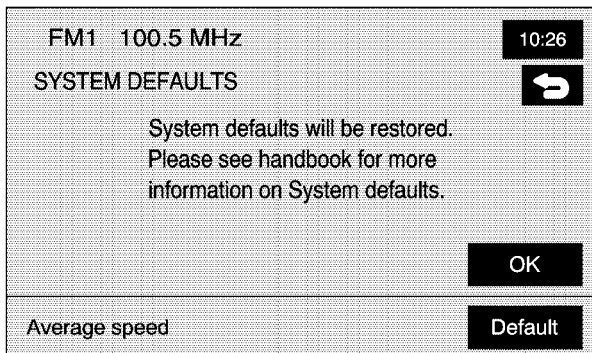 FM1 100.5 MHz 10:26
SYSTEM DEFAULTS
System defaults will be restored.
Please see handbook for more
information on System defaults.
OK
Average speed Default